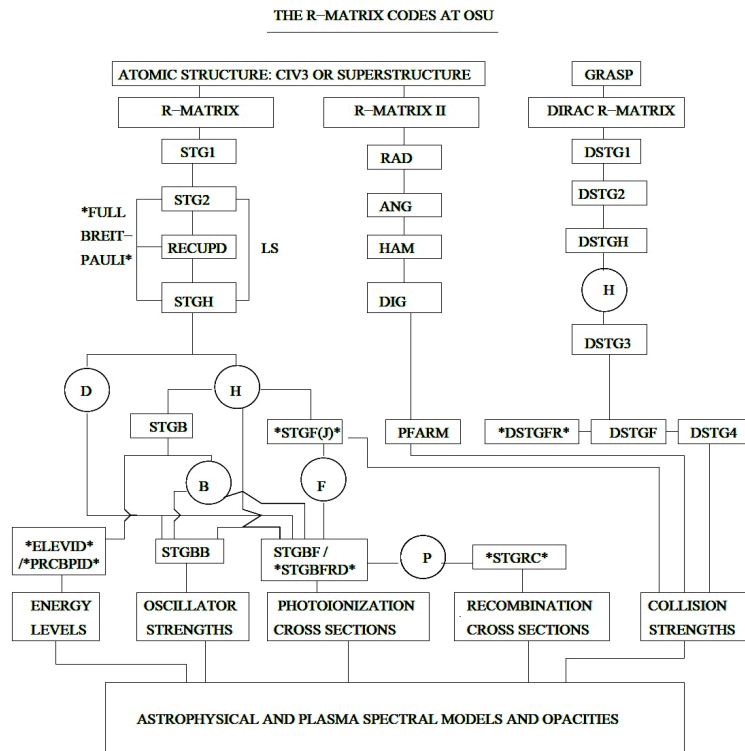 THE R−MATRIX CODES AT OSU
ATOMIC STRUCTURE: CIV3 OR SUPERSTRUCTURE
GRASP
R−MATRIX
R−MATRIX II
DIRAC R−MATRIX
STG1
RAD
DSTG1
STG2
ANG
DSTG2
*FULL
BREIT−
PAULI*
RECUPD
LS
HAM
DSTGH
STGH
DIG
H
DSTG3
D
H
STGB
*STGF(J)*
PFARM
*DSTGFR*
DSTGF
DSTG4
B
F
*ELEVID*
/*PRCBPID*
STGBB
STGBF /
*STGBFRD*
P
*STGRC*
ENERGY
LEVELS
OSCILLATOR
STRENGTHS
PHOTOIONIZATION
CROSS SECTIONS
RECOMBINATION
CROSS SECTIONS
COLLISION
STRENGTHS
ASTROPHYSICAL AND PLASMA SPECTRAL MODELS AND OPACITIES